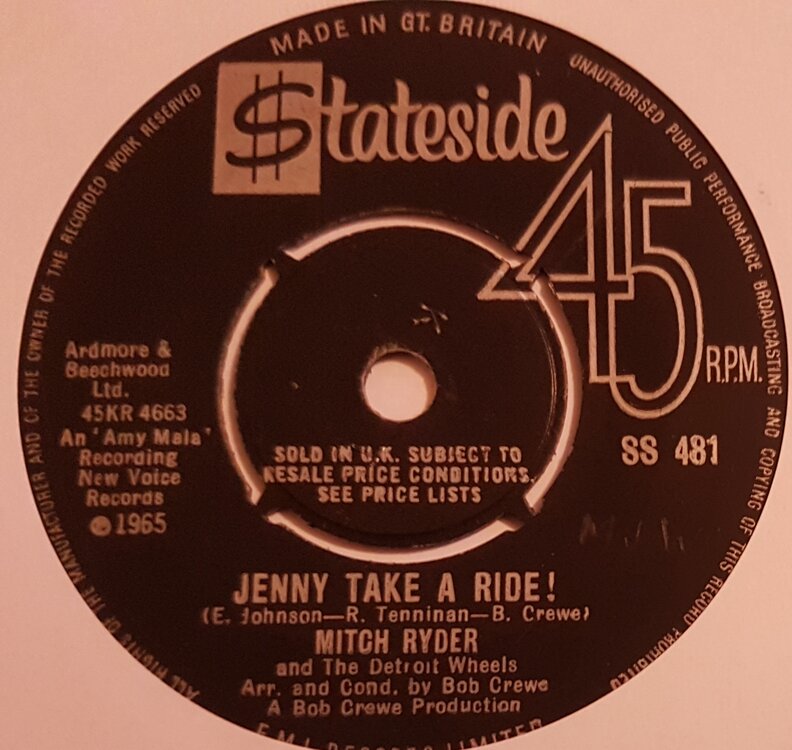 MADE IN GT. BRITAIN
UNAUTHORISED PUBLIC PERFORMANCE BROADCASTING AND COPYING OF THIS RECORD PROHIBITED
ALL RIGHTS OF THE MANUFACTURER AND OF THE OWNER OF THE RECORDED WORK RESERVED
$tateside
45
R.P.M.
SS 481
Ardmore &
Beechwood
Ltd.
45KR 4663
An 'Amy Mala'
Recording
New Voice
Records
℗1965
SOLD IN U.K. SUBJECT TO
RESALE PRICE CONDITIONS,
SEE PRICE LISTS
JENNY TAKE A RIDE!
(E. Johnson—R. Tenninan—B. Crewe)
MITCH RYDER
and The Detroit Wheels
Arr. and Cond. by Bob Crewe
A Bob Crewe Production
E.M.I. RECORDS LIMITED